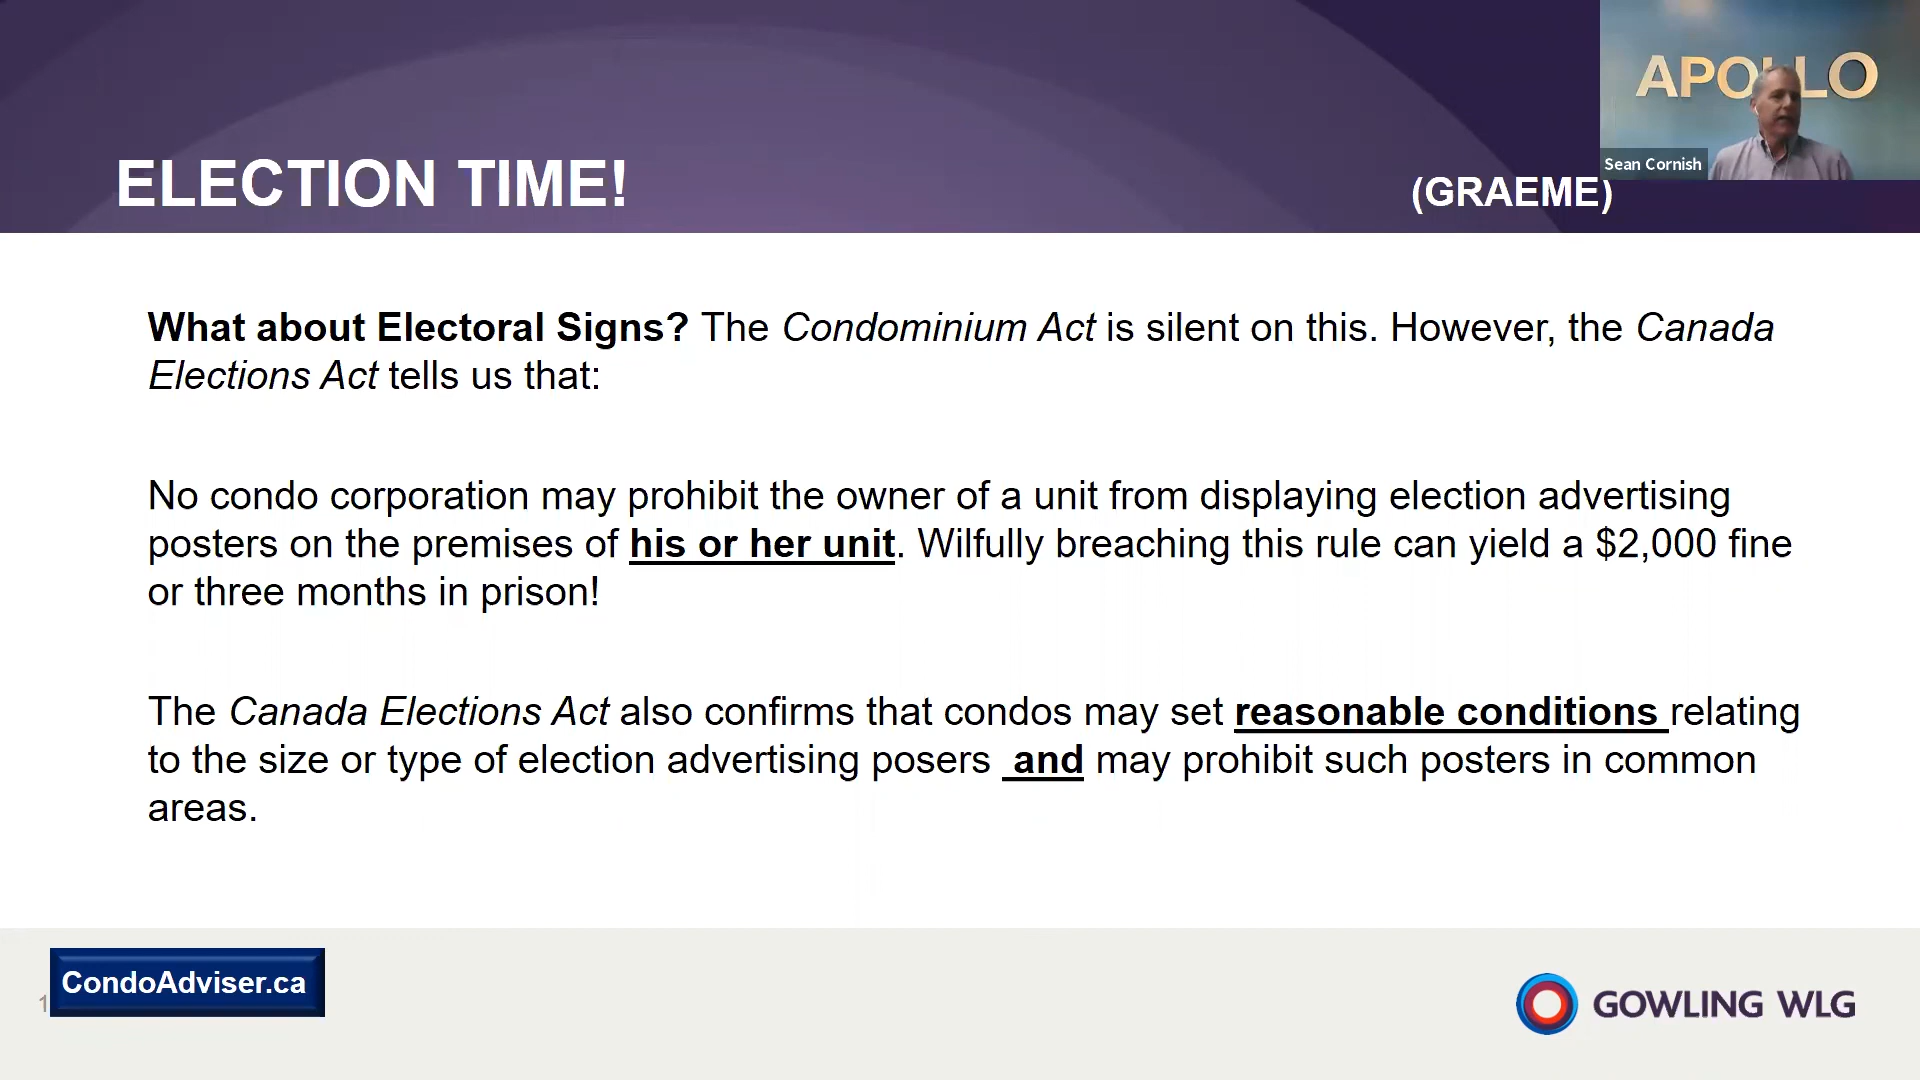 APOLLO
Sean Cornish
ELECTION TIME!
(GRAEME)
What about Electoral Signs? The Condominium Act is silent on this. However, the Canada
Elections Act tells us that:
No condo corporation may prohibit the owner of a unit from displaying election advertising
posters on the premises of his or her unit. Wilfully breaching this rule can yield a $2,000 fine
or three months in prison!
The Canada Elections Act also confirms that condos may set reasonable conditions relating
to the size or type of election advertising posers and may prohibit such posters in common
areas.
CondoAdviser.ca
GOWLING WLG